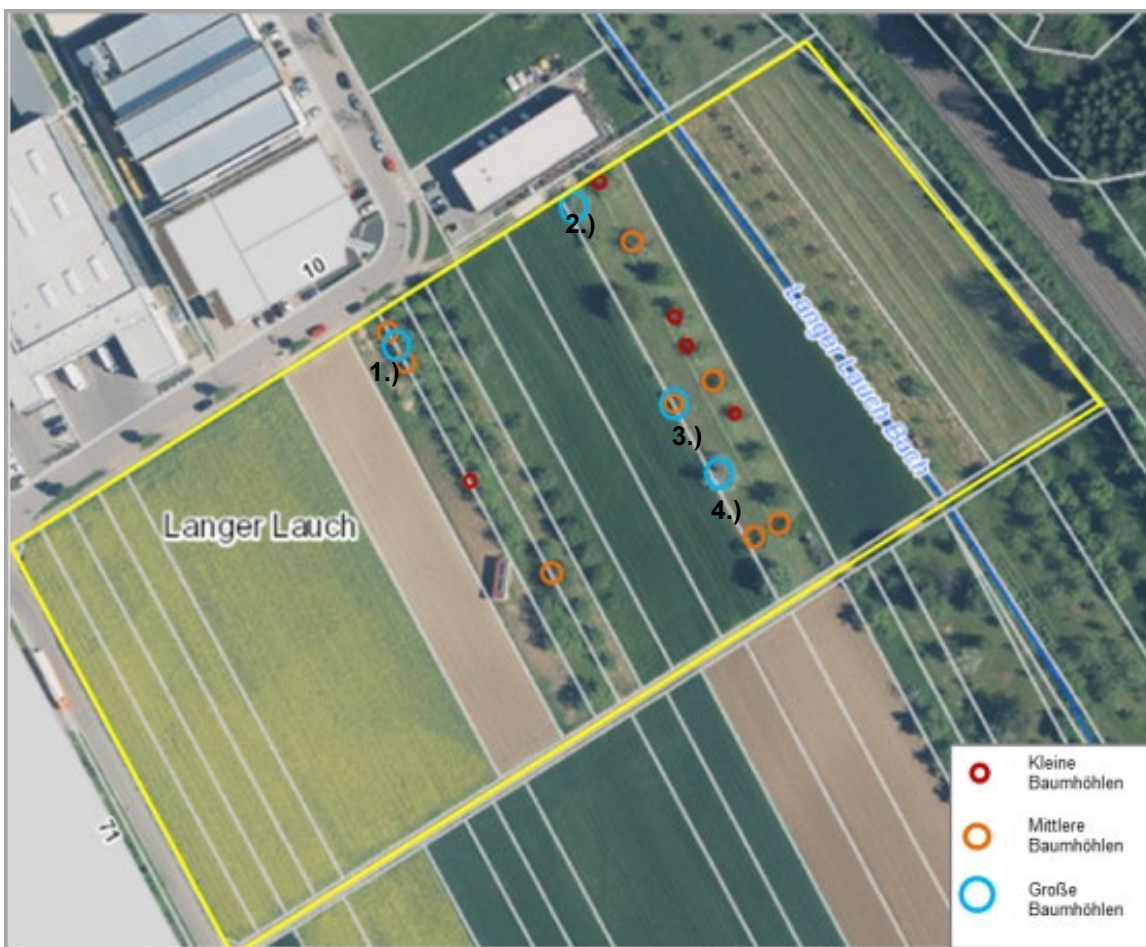 10
2.)
Langer Lauch Bach
1.)
3.)
4.)
Langer Lauch
71
Kleine
Baumhöhlen
Mittlere
Baumhöhlen
Große
Baumhöhlen